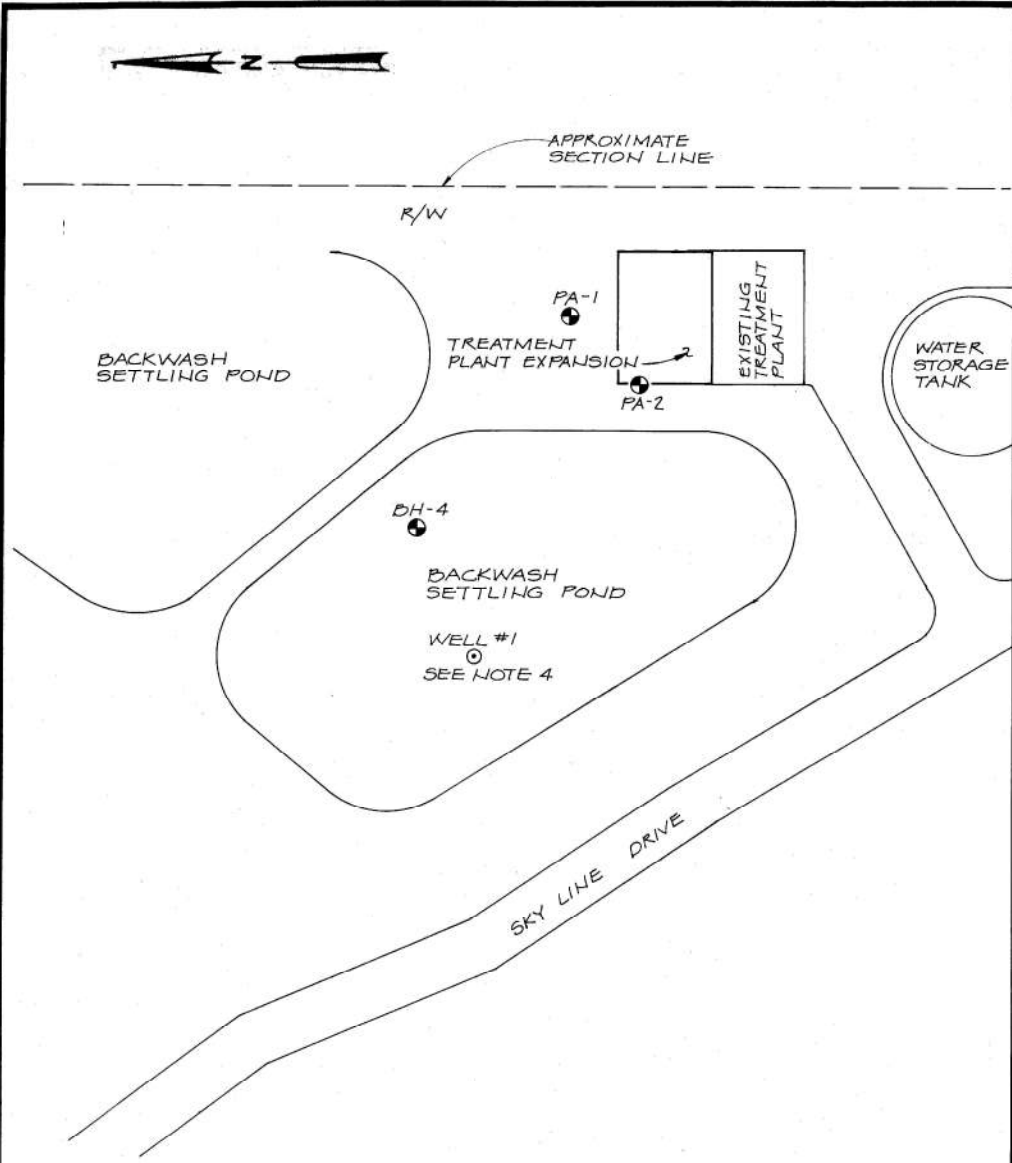 N
APPROXIMATE
SECTION LINE
R/W
PA-1
TREATMENT
PLANT EXPANSION
2
EXISTING
TREATMENT
PLANT
WATER
STORAGE
TANK
BACKWASH
SETTLING POND
PA-2
BH-4
BACKWASH
SETTLING POND
WELL #1
SEE NOTE 4
SKY LINE DRIVE